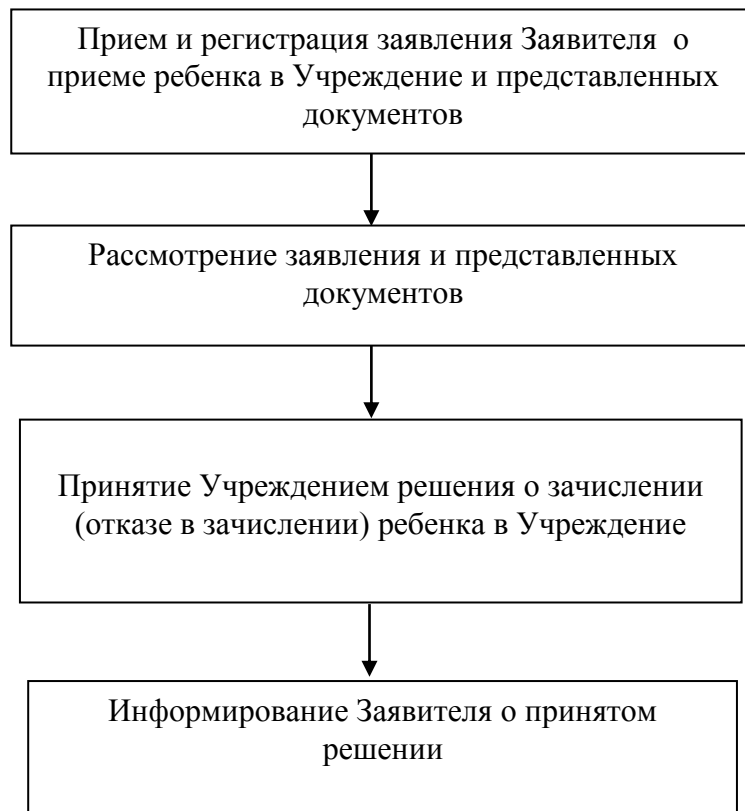 Прием и регистрация заявления Заявителя о
приеме ребенка в Учреждение и представленных
документов
Рассмотрение заявления и представленных
документов
Принятие Учреждением решения о зачислении
(отказе в зачислении) ребенка в Учреждение
Информирование Заявителя о принятом
решении